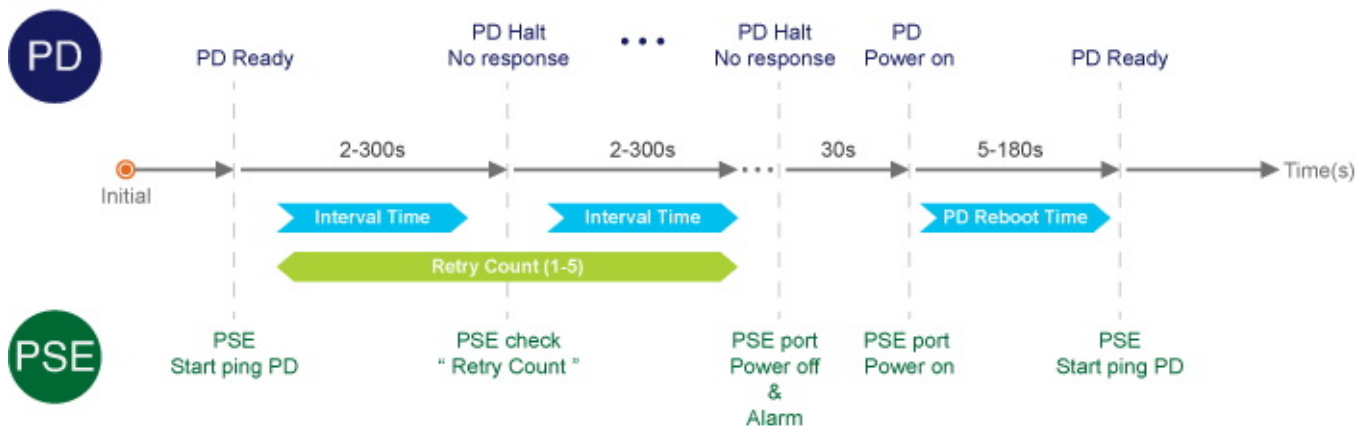 PD
PD Ready
PD Halt
No response
• • •
PD Halt
No response
PD
Power on
PD Ready
2-300s
2-300s
30s
5-180s
Initial
Time(s)
Interval Time
Interval Time
PD Reboot Time
Retry Count (1-5)
PSE
PSE
Start ping PD
PSE check
“ Retry Count ”
PSE port
Power off
&
Alarm
PSE port
Power on
PSE
Start ping PD